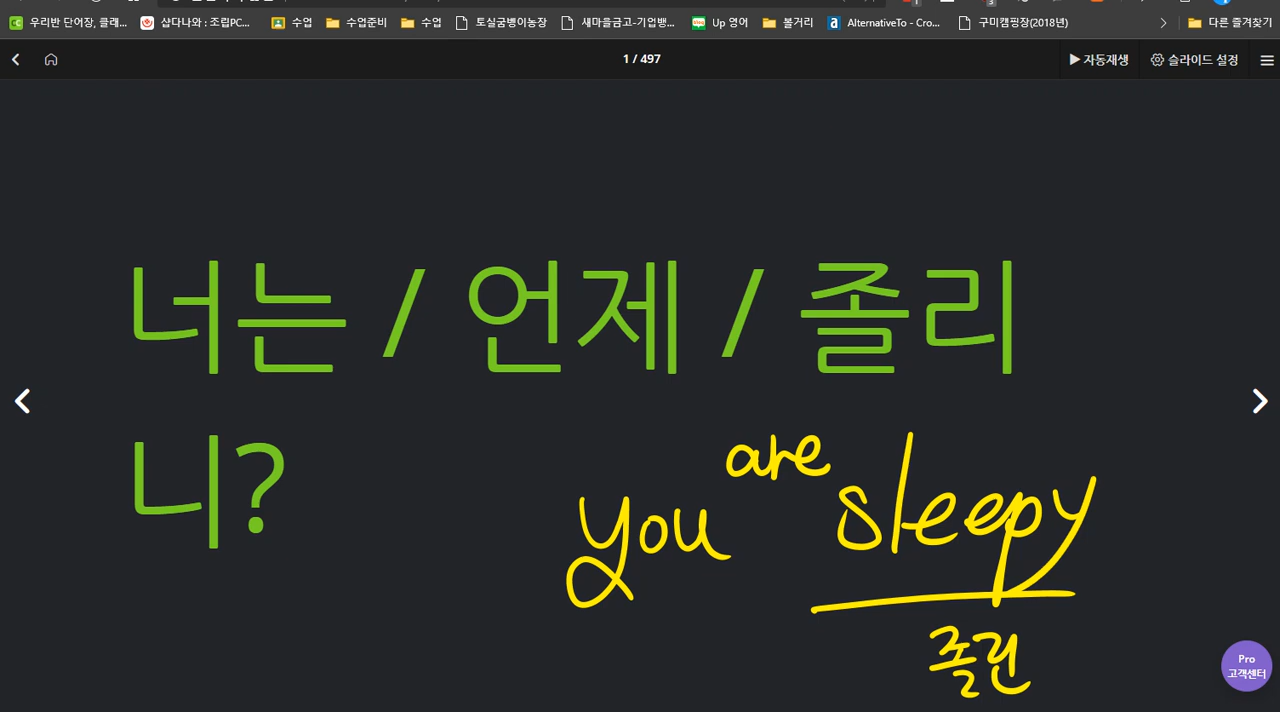 우리반 단어장, 클래... 샵다나와 : 조립PC... 수업 수업준비 수업 토실굼뱅이농장 새마을금고-기업뱅... Up 영어 볼거리 AlternativeTo - Cro... 구미캠핑장(2018년) 다른 즐겨찾기
1 / 497 ▶자동재생 슬라이드 설정
너는 / 언제 / 졸리
니?
you are sleepy
졸린
Pro
고객센터